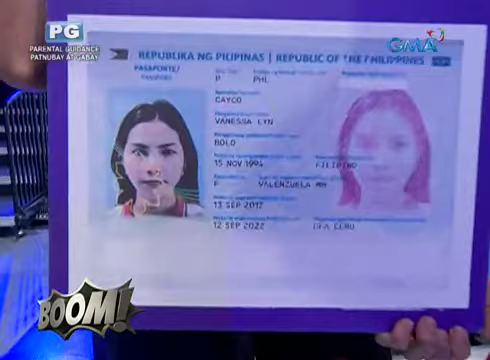 PG
PARENTAL GUIDANCE
PATNUBAY AT GABAY
GMA
REPUBLIKA NG PILIPINAS | REPUBLIC OF THE PHILIPPINES
PASAPORTE/
PASSPORT
P
PHL
CAYCO
VANESSA LYN
BOLO
15 NOV 1994
FILIPINO
F
VALENZUELA MM
13 SEP 2017
12 SEP 2022
DFA CEBU
BOOM!